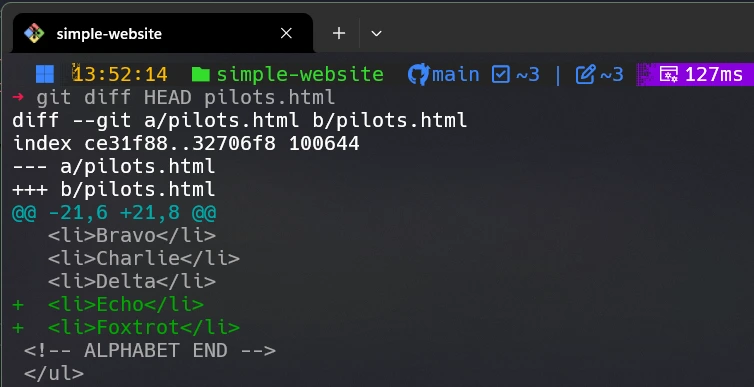 simple-website
13:52:14 simple-website main ~3 | ~3 127ms
→ git diff HEAD pilots.html
diff --git a/pilots.html b/pilots.html
index ce31f88..32706f8 100644
--- a/pilots.html
+++ b/pilots.html
@@ -21,6 +21,8 @@
   <li>Bravo</li>
   <li>Charlie</li>
   <li>Delta</li>
+  <li>Echo</li>
+  <li>Foxtrot</li>
 <!-- ALPHABET END -->
 </ul>